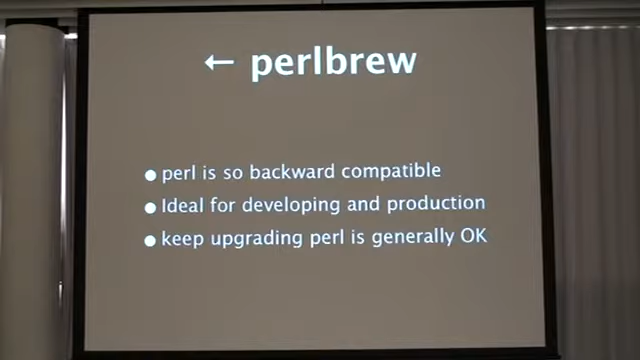 ← perlbrew
● perl is so backward compatible
● Ideal for developing and production
● keep upgrading perl is generally OK